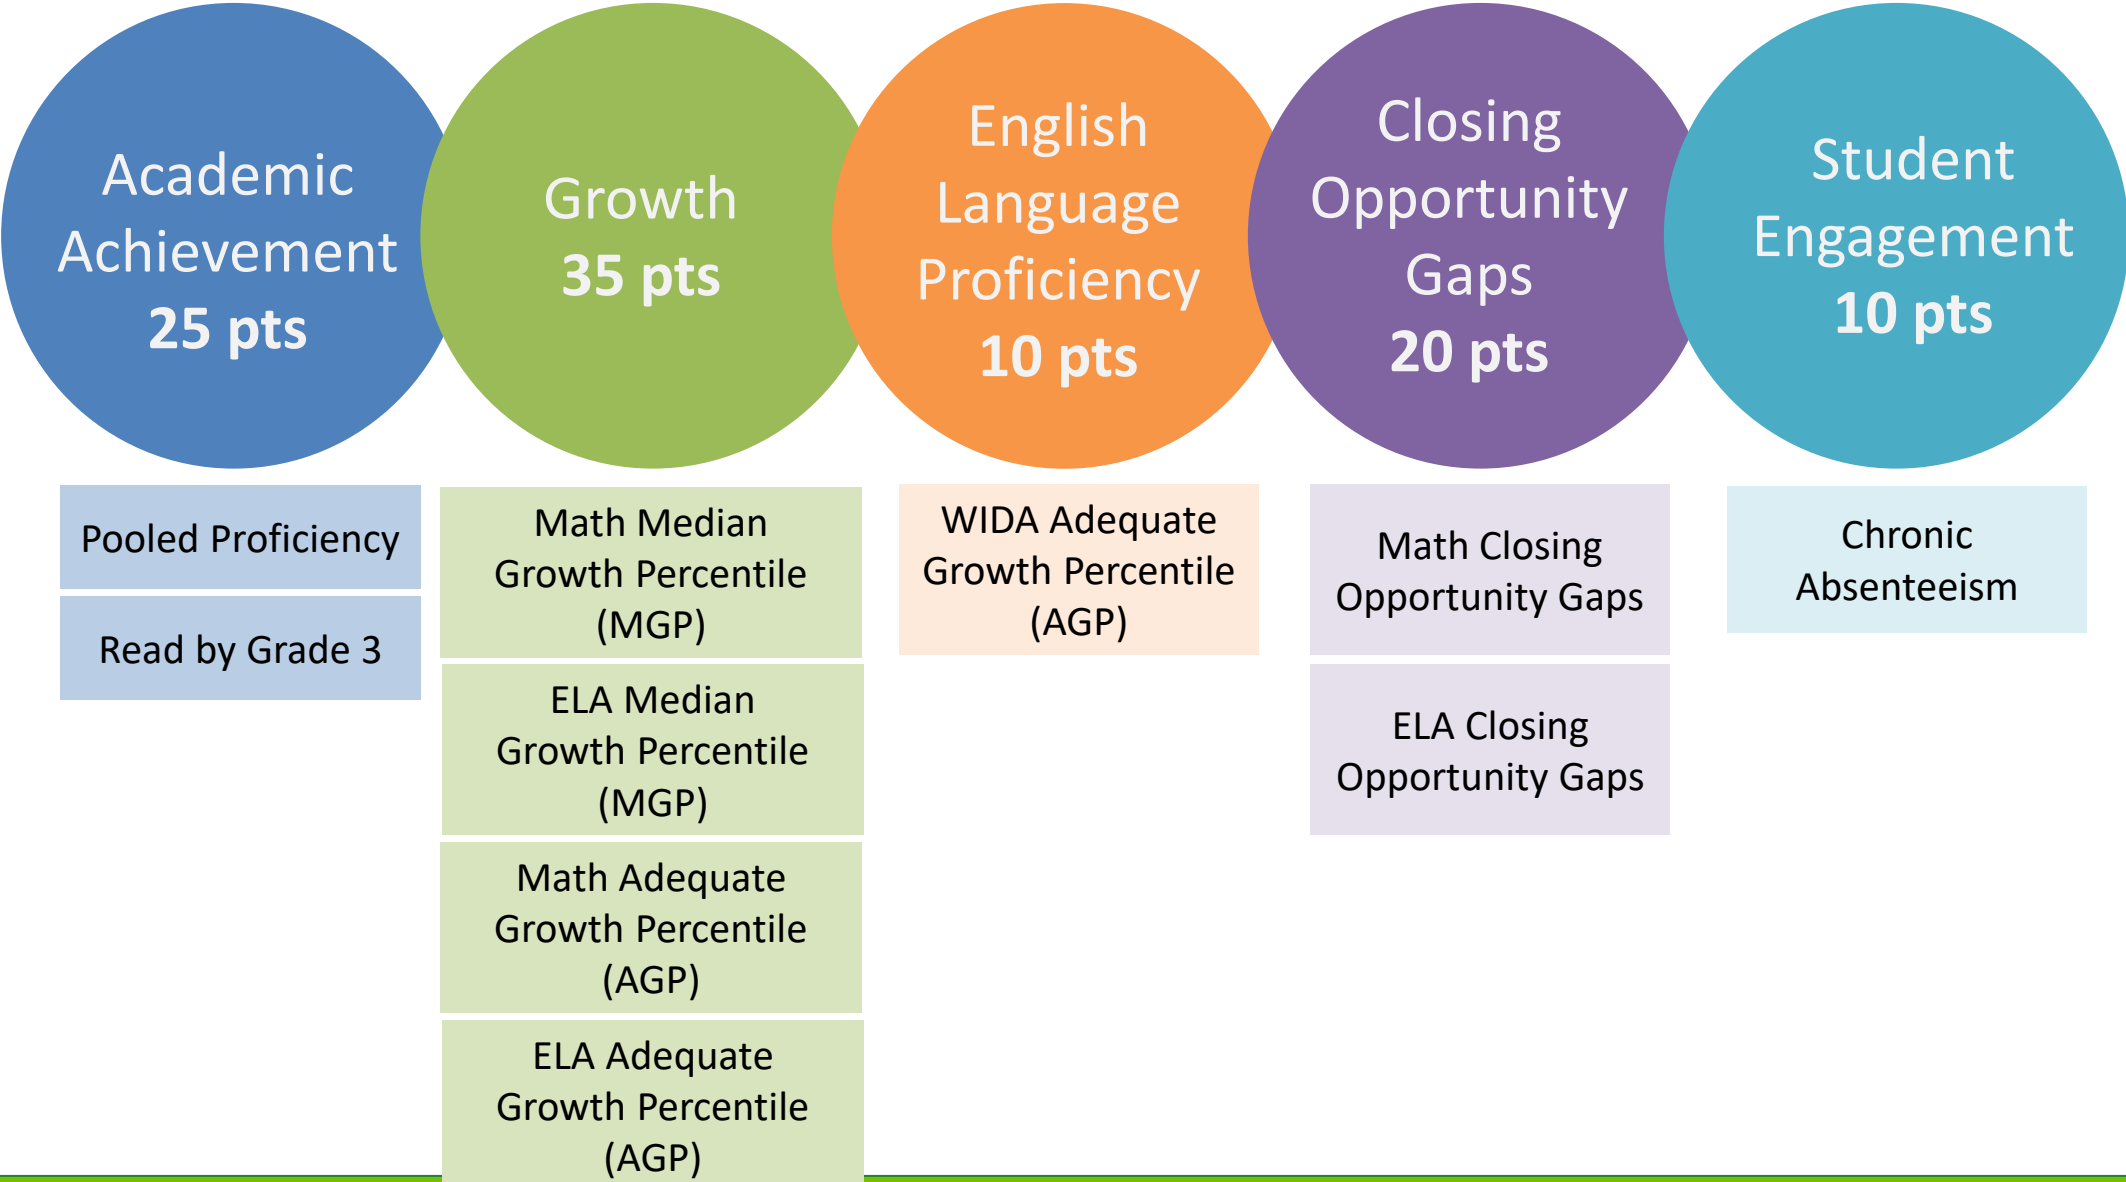 Academic
Achievement
25 pts
Growth
35 pts
English
Language
Proficiency
10 pts
Closing
Opportunity
Gaps
20 pts
Student
Engagement
10 pts
Pooled Proficiency
Read by Grade 3
Math Median
Growth Percentile
(MGP)
ELA Median
Growth Percentile
(MGP)
Math Adequate
Growth Percentile
(AGP)
ELA Adequate
Growth Percentile
(AGP)
WIDA Adequate
Growth Percentile
(AGP)
Math Closing
Opportunity Gaps
ELA Closing
Opportunity Gaps
Chronic
Absenteeism